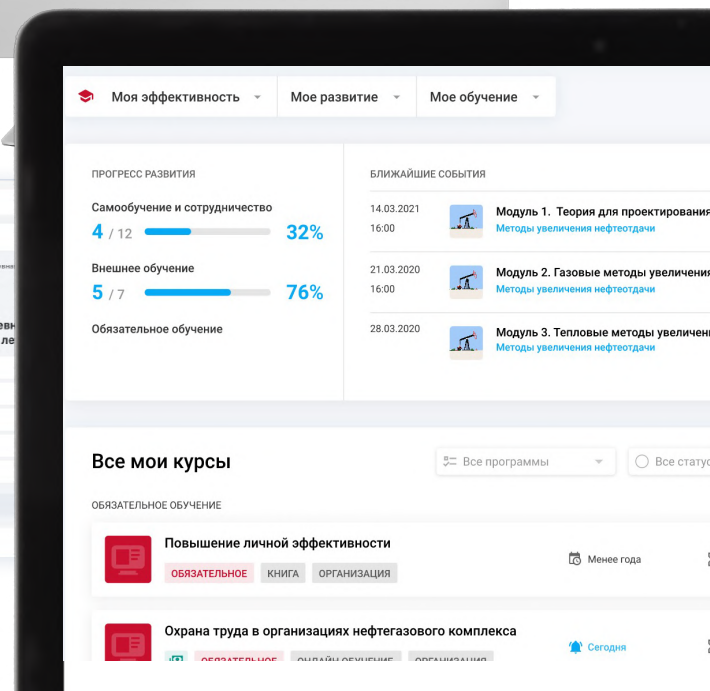 Моя эффективность
Мое развитие
Мое обучение
ПРОГРЕСС РАЗВИТИЯ
Самообучение и сотрудничество
4 / 12
32%
Внешнее обучение
5 / 7
76%
Обязательное обучение
БЛИЖАЙШИЕ СОБЫТИЯ
14.03.2021
16:00
Модуль 1. Теория для проектирования
Методы увеличения нефтеотдачи
21.03.2020
16:00
Модуль 2. Газовые методы увеличения
Методы увеличения нефтеотдачи
28.03.2020
Модуль 3. Тепловые методы увеличен
Методы увеличения нефтеотдачи
Все мои курсы
Все программы
Все статус
ОБЯЗАТЕЛЬНОЕ ОБУЧЕНИЕ
Повышение личной эффективности
ОБЯЗАТЕЛЬНОЕ
КНИГА
ОРГАНИЗАЦИЯ
Менее года
Охрана труда в организациях нефтегазового комплекса
ОБЯЗАТЕЛЬНОЕ
ОНЛАЙН ОБУЧЕНИЕ
ОРГАНИЗАЦИЯ
Сегодня